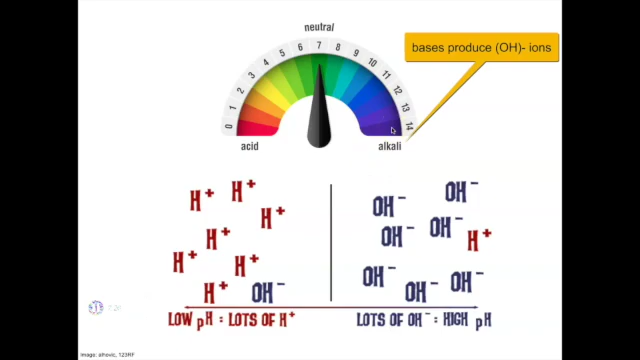 neutral
0 1 2 3 4 5 6 7 8 9 10 11 12 13 14
bases produce (OH)- ions
acid
alkali
H+ H+ H+ H+ H+ H+ H+ OH-
OH- OH- OH- OH- H+ OH- OH- OH-
LOW pH = LOTS OF H+
LOTS OF OH- = HIGH pH
Image: alhovic, 123RF